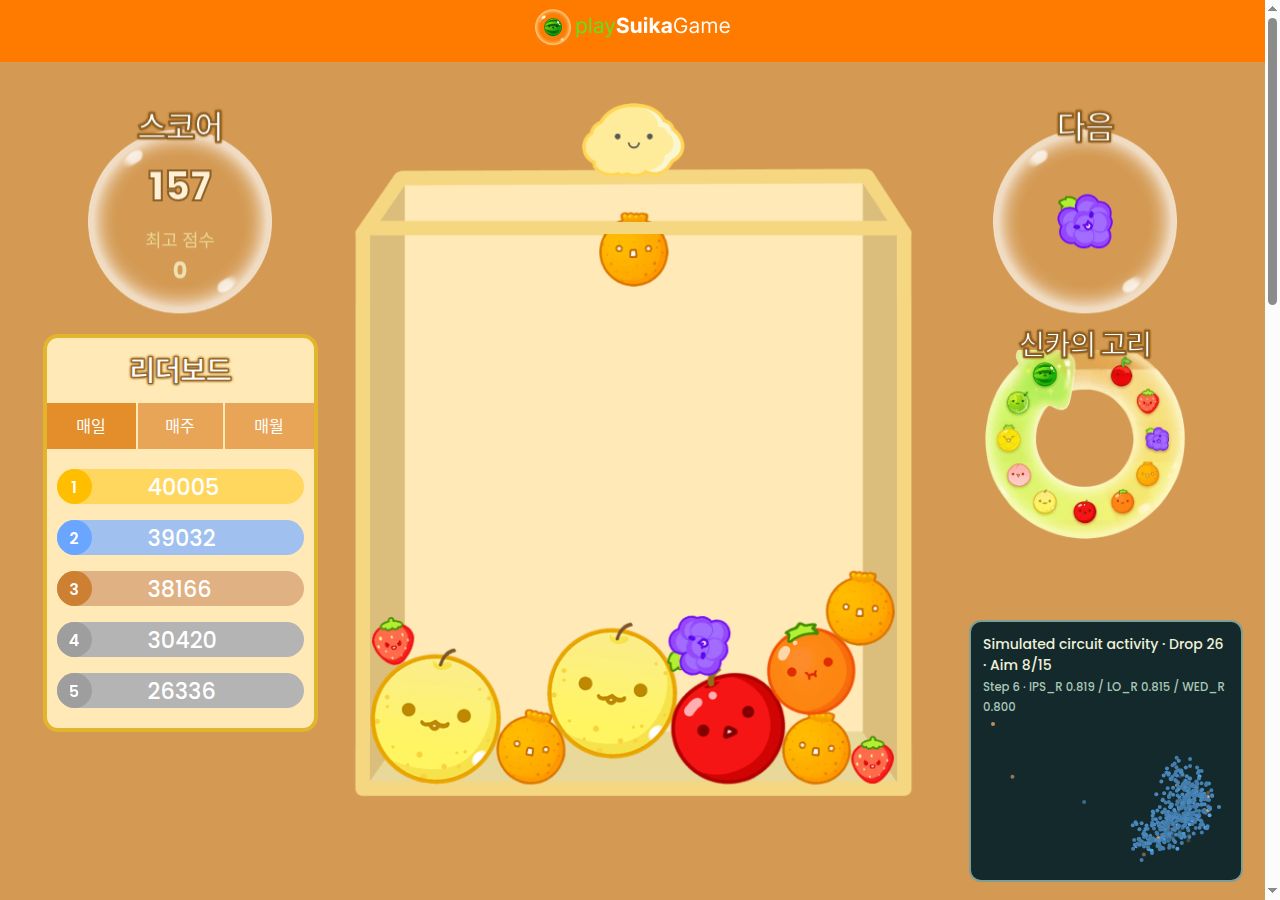 playSuikaGame
스코어
157
최고 점수
0
리더보드
매일 매주 매월
1 40005
2 39032
3 38166
4 30420
5 26336
다음
신카의 고리
Simulated circuit activity · Drop 26
· Aim 8/15
Step 6 · IPS_R 0.819 / LO_R 0.815 / WED_R
0.800